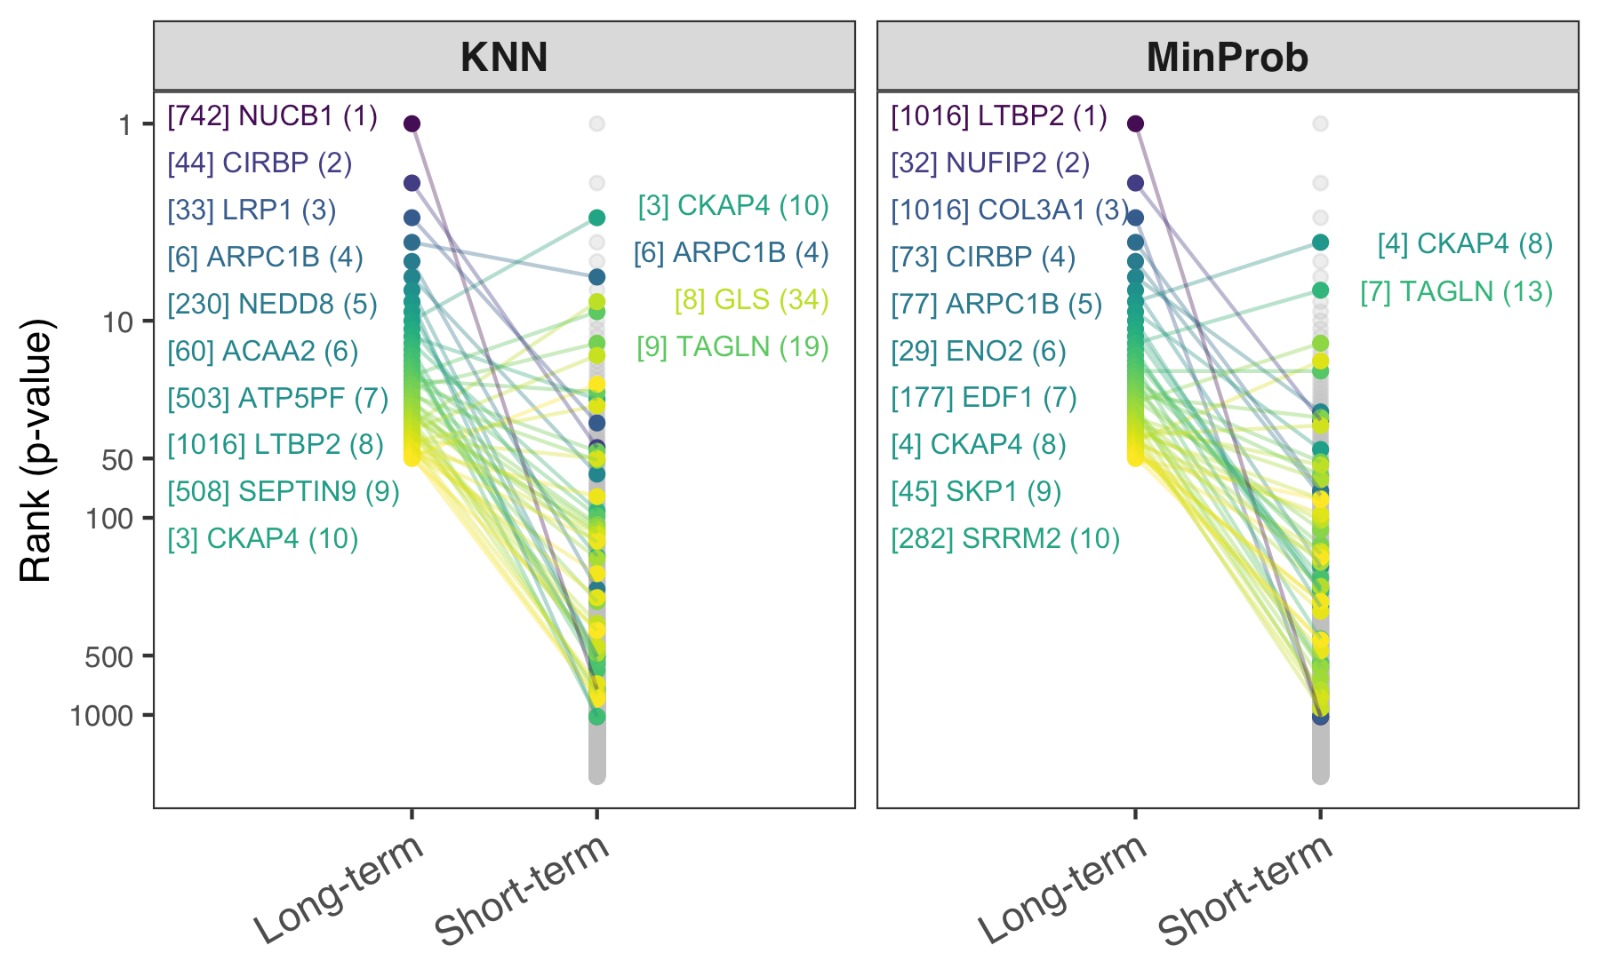 KNN
MinProb
Rank (p-value)
1
10
50
100
500
1000
[742] NUCB1 (1)
[44] CIRBP (2)
[33] LRP1 (3)
[6] ARPC1B (4)
[230] NEDD8 (5)
[60] ACAA2 (6)
[503] ATP5PF (7)
[1016] LTBP2 (8)
[508] SEPTIN9 (9)
[3] CKAP4 (10)
[3] CKAP4 (10)
[6] ARPC1B (4)
[8] GLS (34)
[9] TAGLN (19)
[1016] LTBP2 (1)
[32] NUFIP2 (2)
[1016] COL3A1 (3)
[73] CIRBP (4)
[77] ARPC1B (5)
[29] ENO2 (6)
[177] EDF1 (7)
[4] CKAP4 (8)
[45] SKP1 (9)
[282] SRRM2 (10)
[4] CKAP4 (8)
[7] TAGLN (13)
Long-term
Short-term
Long-term
Short-term